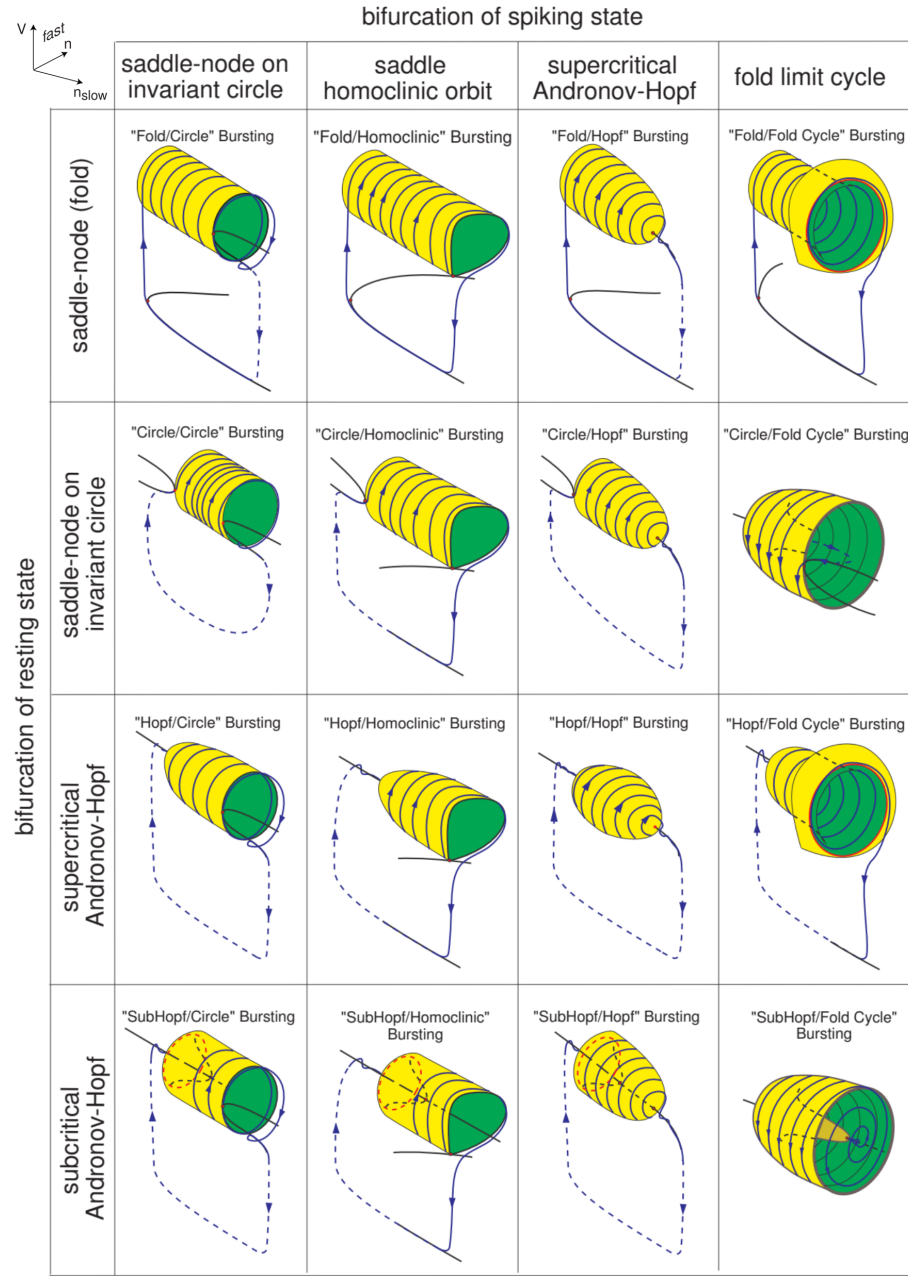 bifurcation of spiking state
V
fast
n
nslow
saddle-node on
invariant circle
saddle
homoclinic orbit
supercritical
Andronov-Hopf
fold limit cycle
bifurcation of resting state
saddle-node (fold)
"Fold/Circle" Bursting
"Fold/Homoclinic" Bursting
"Fold/Hopf" Bursting
"Fold/Fold Cycle" Bursting
saddle-node on
invariant circle
"Circle/Circle" Bursting
"Circle/Homoclinic" Bursting
"Circle/Hopf" Bursting
"Circle/Fold Cycle" Bursting
supercritical
Andronov-Hopf
"Hopf/Circle" Bursting
"Hopf/Homoclinic" Bursting
"Hopf/Hopf" Bursting
"Hopf/Fold Cycle" Bursting
subcritical
Andronov-Hopf
"SubHopf/Circle" Bursting
"SubHopf/Homoclinic"
Bursting
"SubHopf/Hopf" Bursting
"SubHopf/Fold Cycle"
Bursting